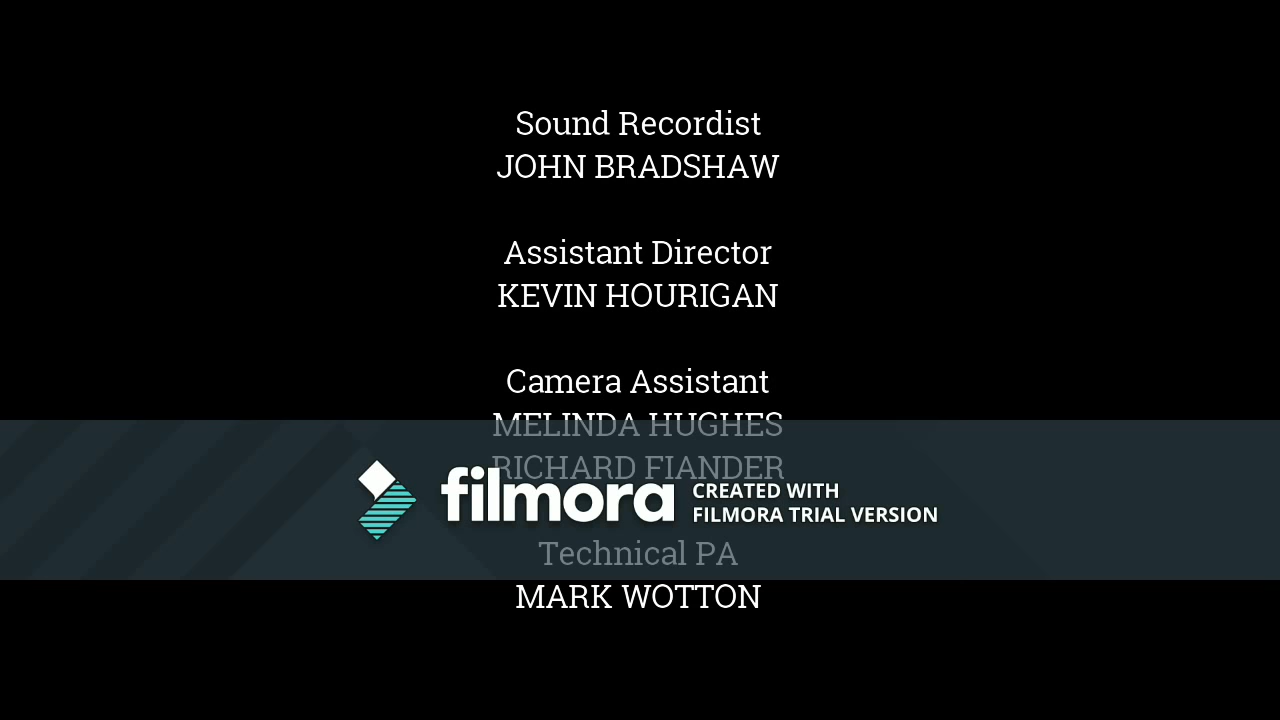 Sound Recordist
JOHN BRADSHAW
Assistant Director
KEVIN HOURIGAN
Camera Assistant
MELINDA HUGHES
RICHARD FIANDER
filmora
CREATED WITH
FILMORA TRIAL VERSION
Technical PA
MARK WOTTON